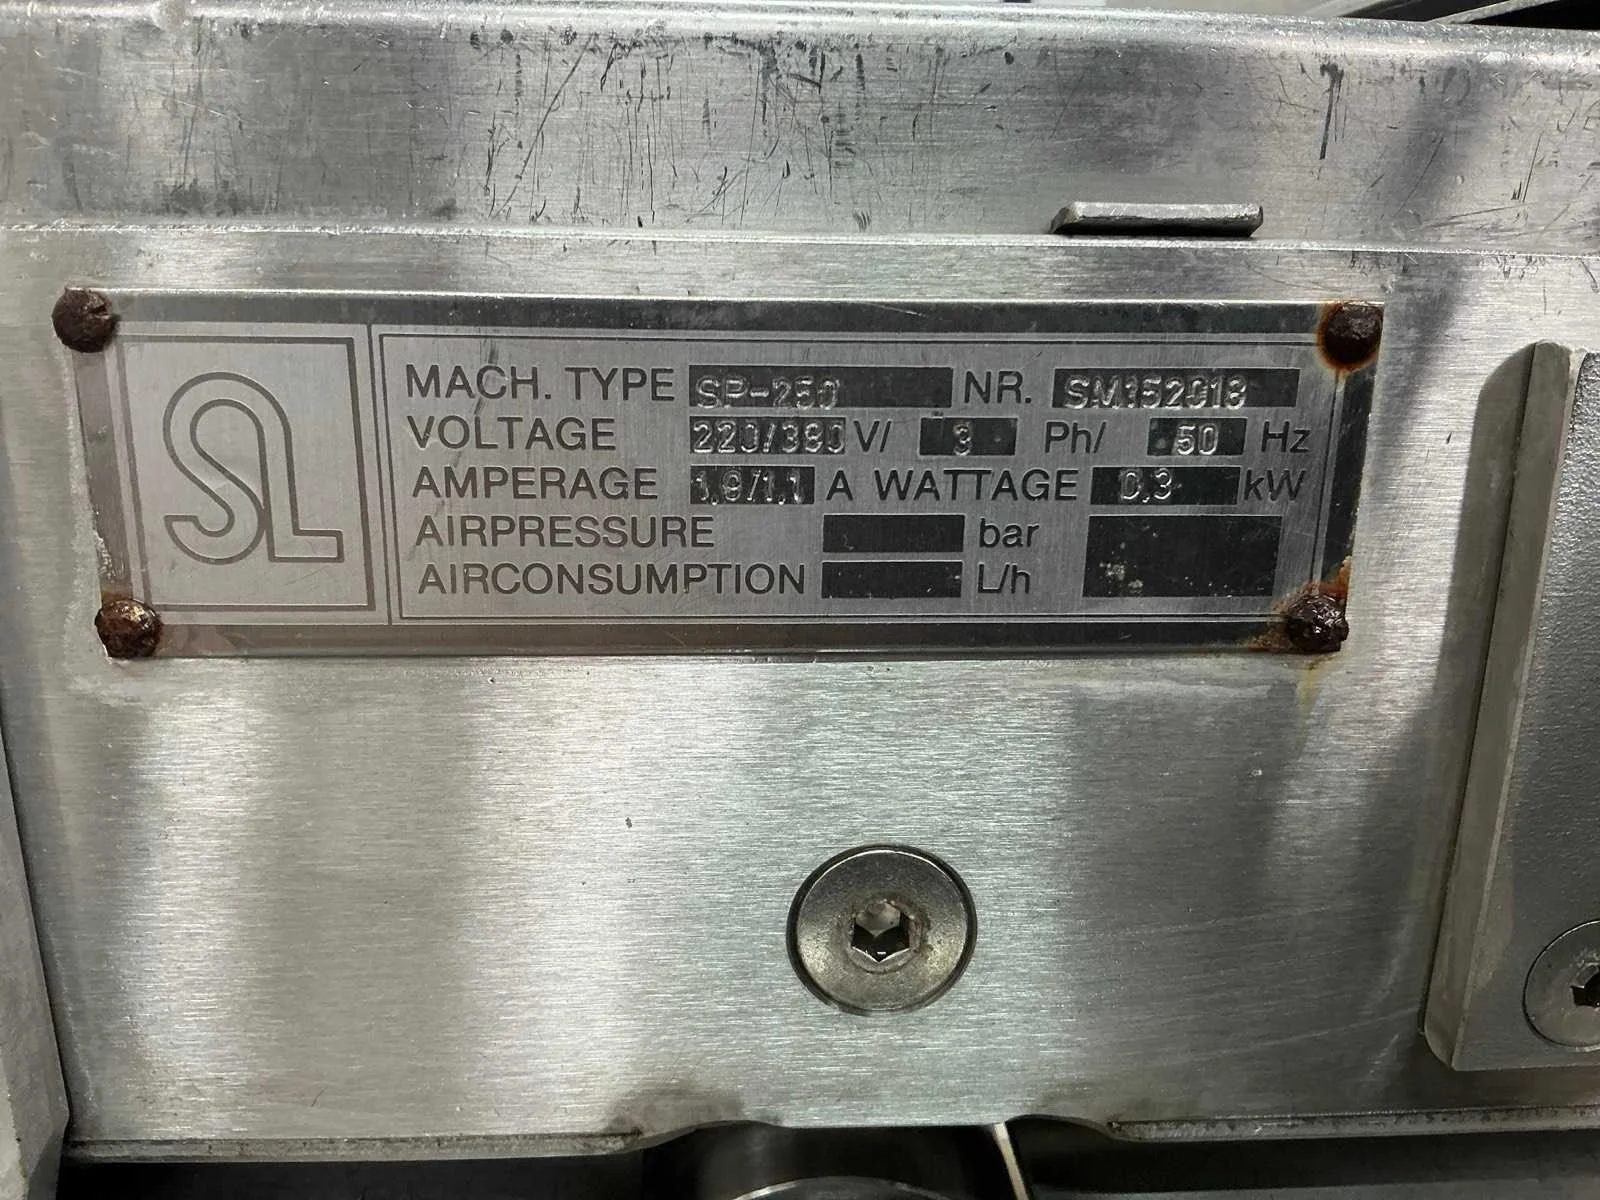 SL
MACH. TYPE SP-250 NR. SM152018
VOLTAGE 220/380 V/ 3 Ph/ 50 Hz
AMPERAGE 1,9/1,1 A WATTAGE 0,3 kW
AIRPRESSURE bar
AIRCONSUMPTION L/h